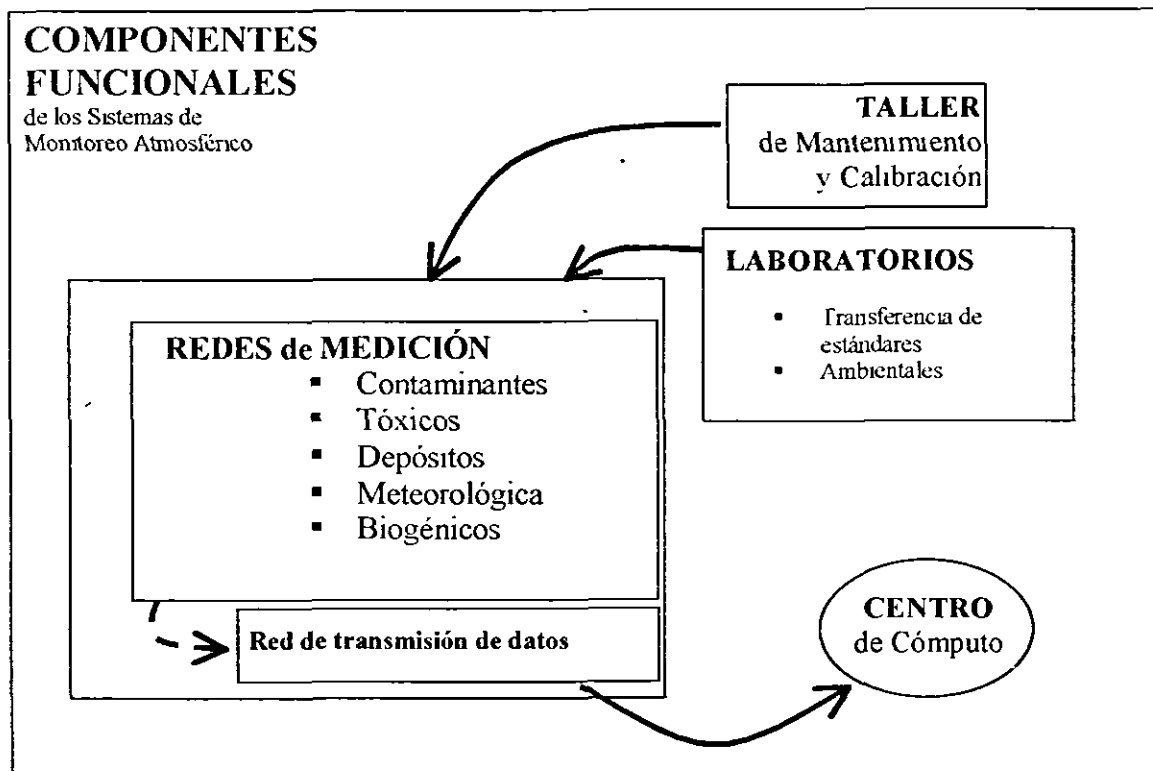 COMPONENTES
FUNCIONALES
de los Sistemas de
Monitoreo Atmosférico
TALLER
de Mantenimiento
y Calibración
LABORATORIOS
▪ Transferencia de
estándares
▪ Ambientales
REDES de MEDICIÓN
▪ Contaminantes
▪ Tóxicos
▪ Depósitos
▪ Meteorológica
▪ Biogénicos
Red de transmisión de datos
CENTRO
de Cómputo